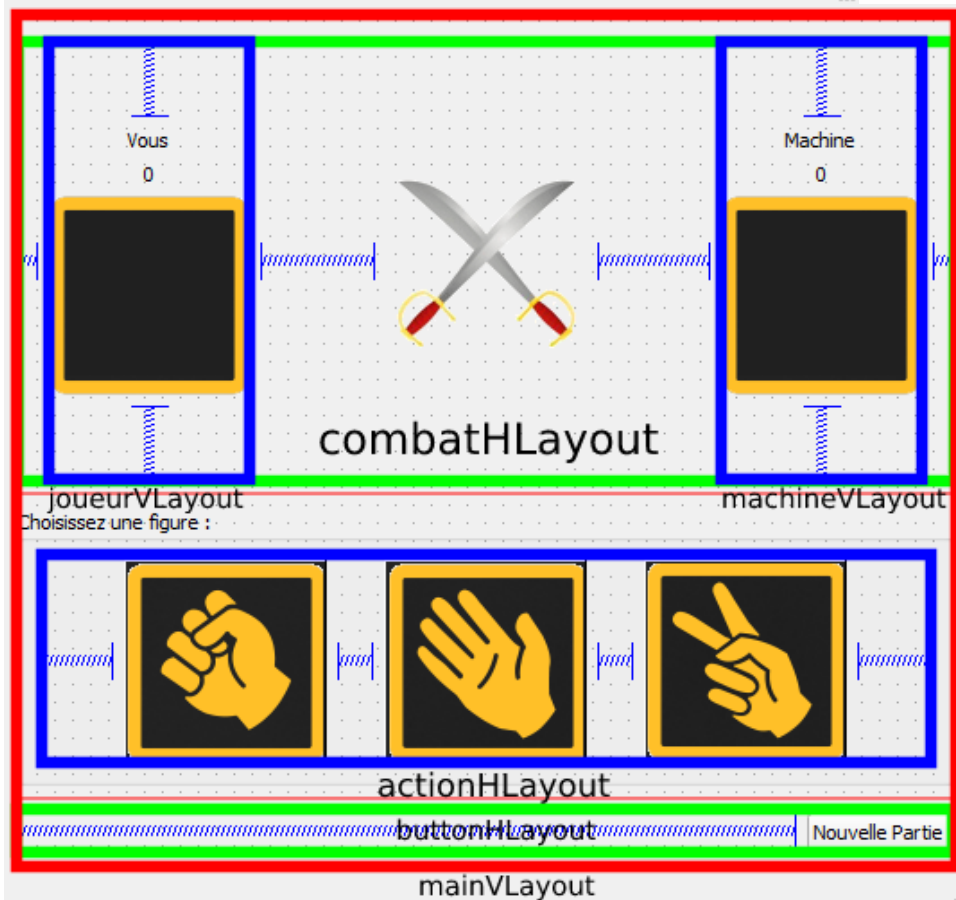 Vous
Machine
0
0
combatHLayout
joueurVLayout
machineVLayout
Choisissez une figure :
actionHLayout
buttonHLayout
Nouvelle Partie
mainVLayout